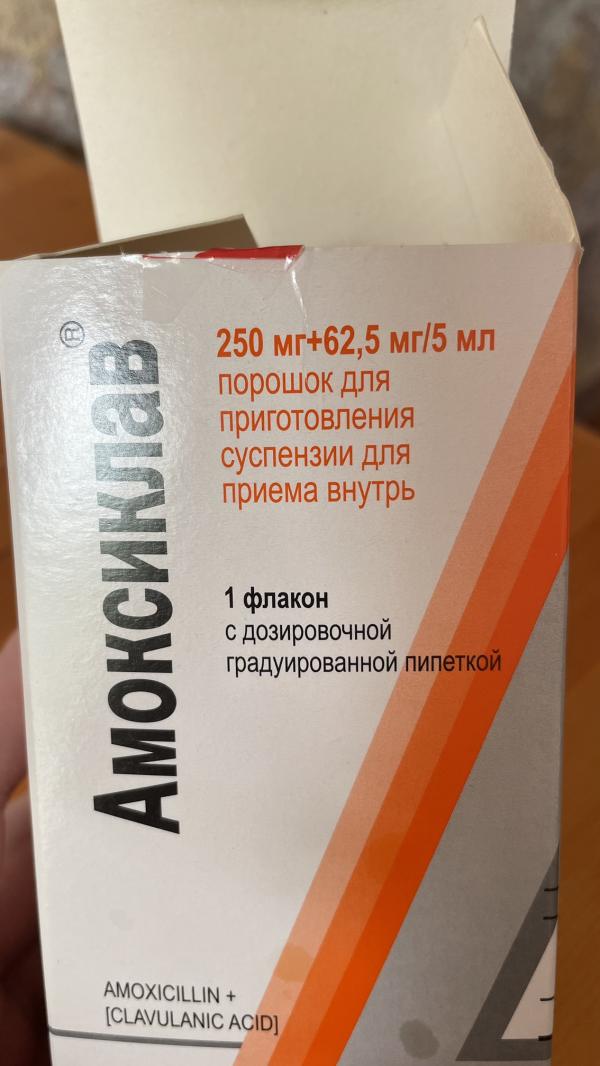 Амоксиклав®
250 мг+62,5 мг/5 мл
порошок для
приготовления
суспензии для
приема внутрь
1 флакон
с дозировочной
градуированной пипеткой
AMOXICILLIN +
[CLAVULANIC ACID]